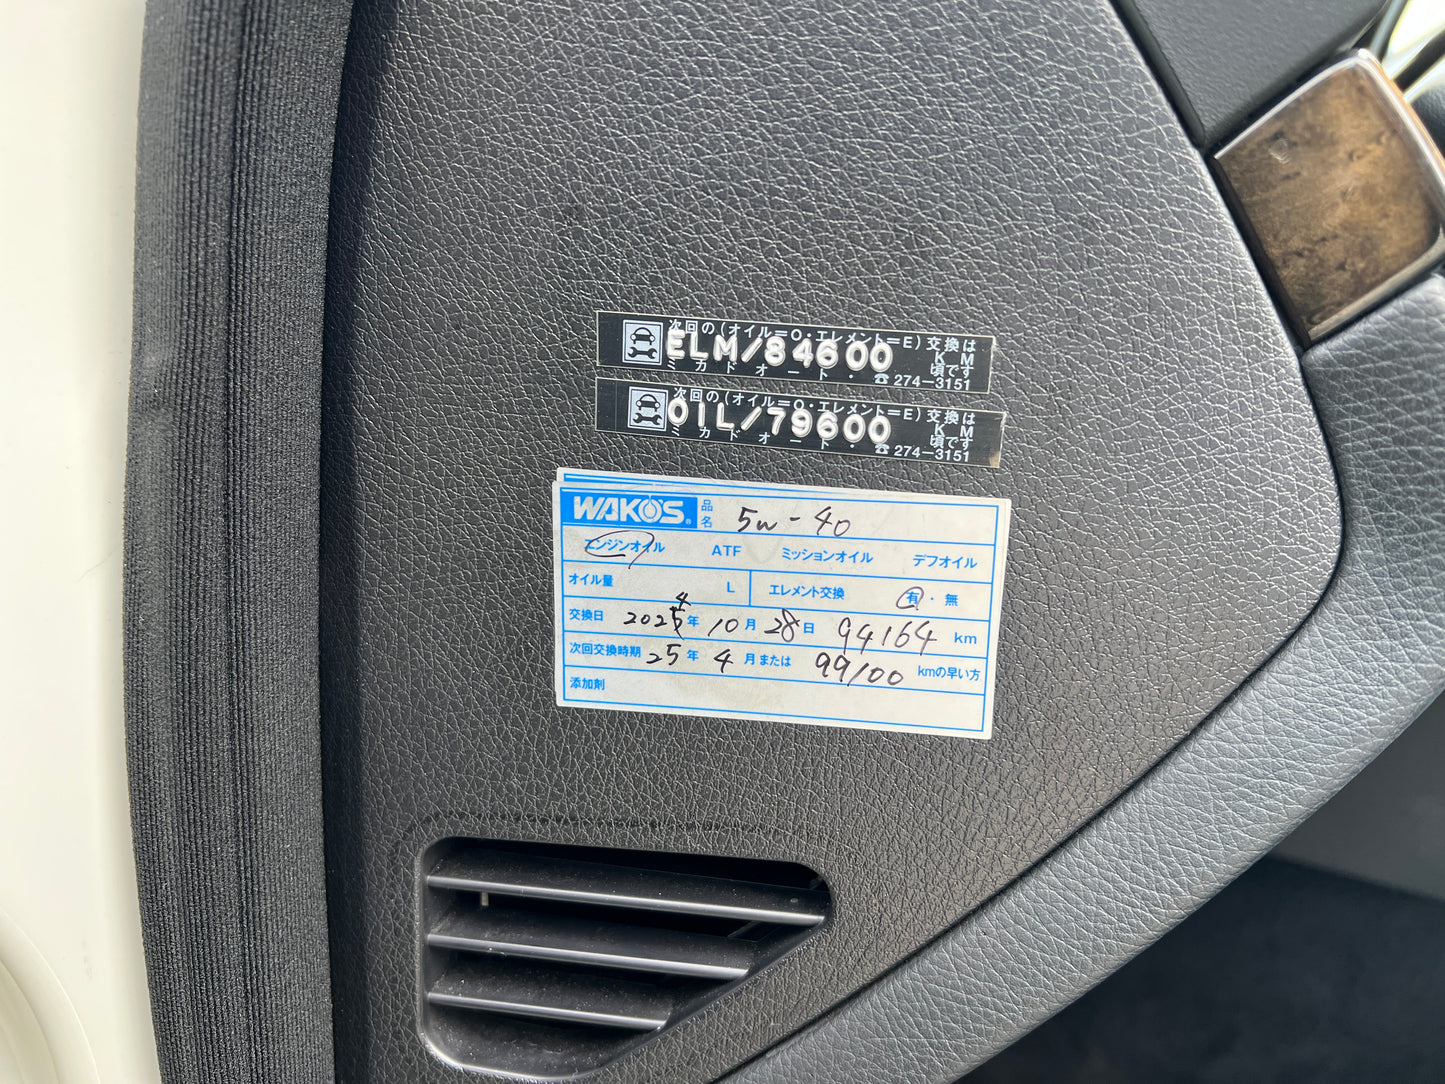 次回の(オイル=O・エレメント=E)交換は
ELM/84600 KM
ミカドオート・ 頃です
☎274-3151
次回の(オイル=O・エレメント=E)交換は
OIL/79600 KM
ミカドオート・ 頃です
☎274-3151
WAKO'S® 品名 5w-40
エンジンオイル ATF ミッションオイル デフオイル
オイル量 L エレメント交換 有・無
交換日 2024年 10月 28日 94164 km
次回交換時期 25年 4月または 99100 kmの早い方
添加剤